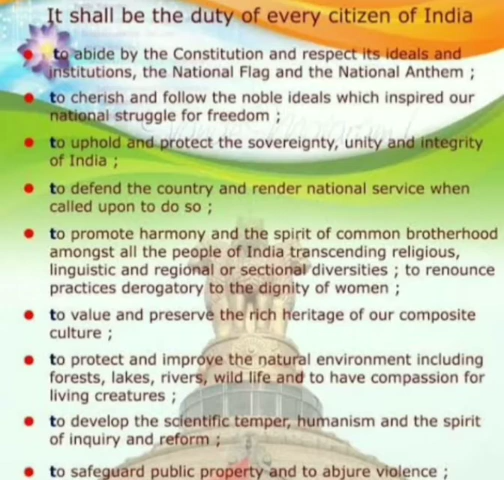 It shall be the duty of every citizen of India
to abide by the Constitution and respect its ideals and
institutions, the National Flag and the National Anthem ;
to cherish and follow the noble ideals which inspired our
national struggle for freedom ;
to uphold and protect the sovereignty, unity and integrity
of India ;
to defend the country and render national service when
called upon to do so ;
to promote harmony and the spirit of common brotherhood
amongst all the people of India transcending religious,
linguistic and regional or sectional diversities ; to renounce
practices derogatory to the dignity of women ;
to value and preserve the rich heritage of our composite
culture ;
to protect and improve the natural environment including
forests, lakes, rivers, wild life and to have compassion for
living creatures ;
to develop the scientific temper, humanism and the spirit
of inquiry and reform ;
to safeguard public property and to abjure violence ;